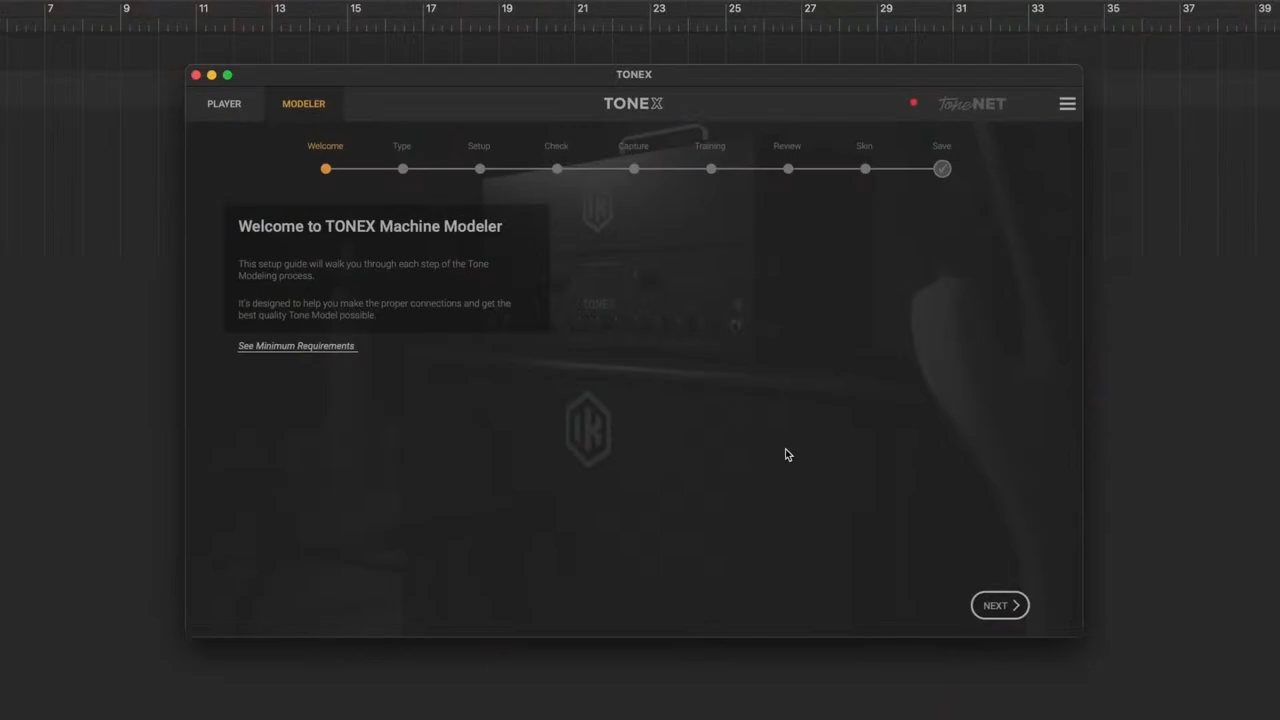 7 9 11 13 15 17 19 21 23 25 27 29 31 33 35 37 39
TONEX
PLAYER MODELER TONEX ToneNET
Welcome Type Setup Check Capture Training Review Skin Save
Welcome to TONEX Machine Modeler
This setup guide will walk you through each step of the Tone
Modeling process.
It's designed to help you make the proper connections and get the
best quality Tone Model possible.
See Minimum Requirements
IK
TONEX
IK
NEXT